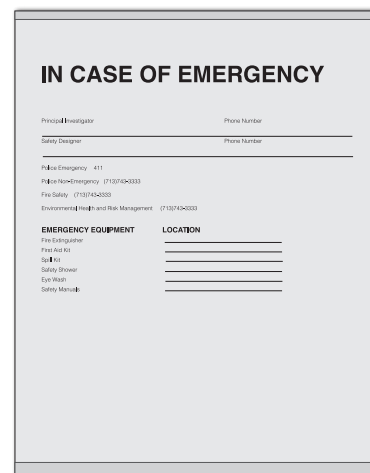 IN CASE OF EMERGENCY
Principal Investigator Phone Number
Safety Designer Phone Number
Police Emergency 411
Police Non-Emergency (713)743-3333
Fire Safety (713)743-3333
Environmental Health and Risk Management (713)743-3333
EMERGENCY EQUIPMENT LOCATION
Fire Extinguisher
First Aid Kit
Spill Kit
Safety Shower
Eye Wash
Safety Manuals